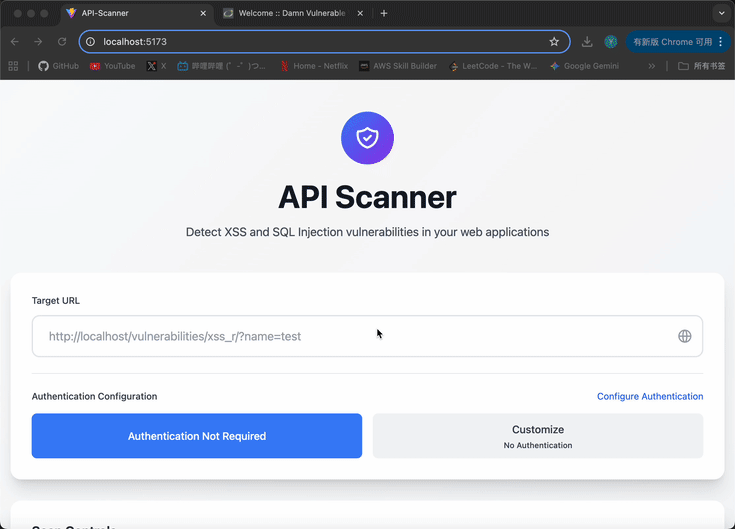 API-Scanner
Welcome :: Damn Vulnerable
localhost:5173
有新版 Chrome 可用
GitHub
YouTube
X
哔哩哔哩 (゜-゜)つ...
Home - Netflix
AWS Skill Builder
LeetCode - The W...
Google Gemini
所有书签
API Scanner
Detect XSS and SQL Injection vulnerabilities in your web applications
Target URL
http://localhost/vulnerabilities/xss_r/?name=test
Authentication Configuration
Configure Authentication
Authentication Not Required
Customize
No Authentication
Scan Controls